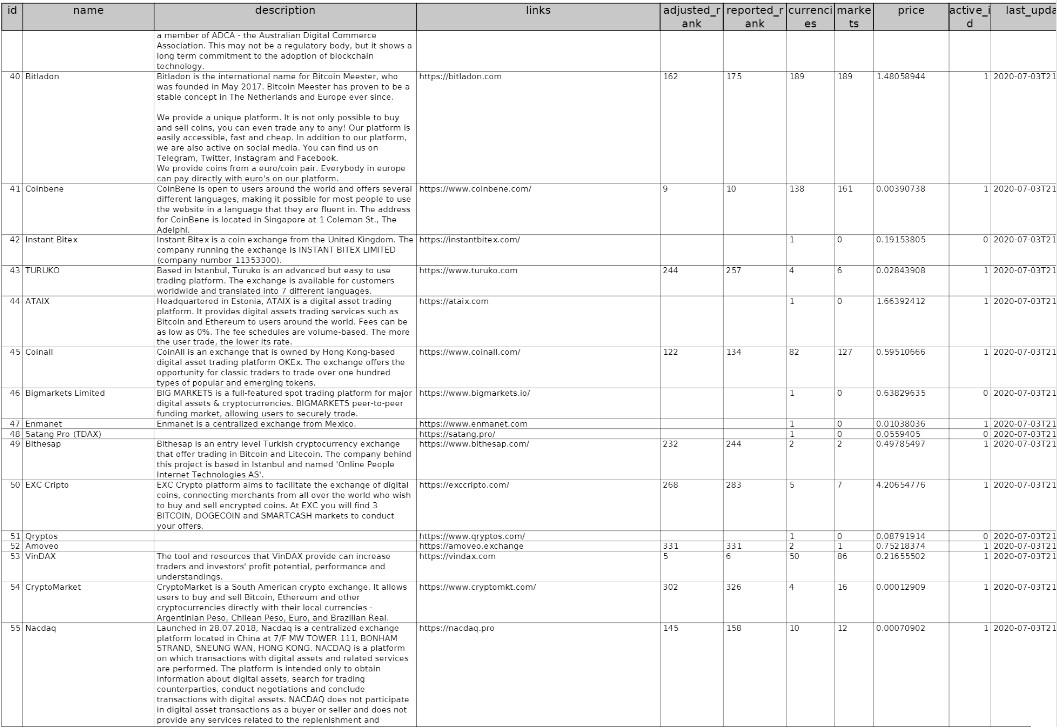 id name description links adjusted_r ank reported_r ank currenci es marke ts price active_i d last_upda
a member of ADCA - the Australian Digital Commerce
Association. This may not be a regulatory body, but it shows a
long term commitment to the adoption of blockchain
technology.
40 Bitladon Bitladon is the international name for Bitcoin Meester, who https://bitladon.com 162 175 189 189 1.48058944 1 2020-07-03T21
was founded in May 2017. Bitcoin Meester has proven to be a
stable concept in The Netherlands and Europe ever since.
We provide a unique platform. It is not only possible to buy
and sell coins, you can even trade any to any! Our platform is
easily accessible, fast and cheap. In addition to our platform,
we are also active on social media. You can find us on
Telegram, Twitter, Instagram and Facebook.
We provide coins from a euro/coin pair. Everybody in europe
can pay directly with euro's on our platform.
41 Coinbene CoinBene is open to users around the world and offers several https://www.coinbene.com/ 9 10 138 161 0.00390738 1 2020-07-03T21
different languages, making it possible for most people to use
the website in a language that they are fluent in. The address
for CoinBene is located in Singapore at 1 Coleman St., The
Adelphi.
42 Instant Bitex Instant Bitex is a coin exchange from the United Kingdom. The https://instantbitex.com/ 1 0 0.19153805 0 2020-07-03T21
company running the exchange is INSTANT BITEX LIMITED
(company number 11353300).
43 TURUKO Based in Istanbul, Turuko is an advanced but easy to use https://www.turuko.com 244 257 4 6 0.02843908 1 2020-07-03T21
trading platform. The exchange is available for customers
worldwide and translated into 7 different languages.
44 ATAIX Headquartered in Estonia, ATAIX is a digital asset trading https://ataix.com 1 0 1.66392412 1 2020-07-03T21
platform. It provides digital assets trading services such as
Bitcoin and Ethereum to users around the world. Fees can be
as low as 0%. The fee schedules are volume-based. The more
the user trade, the lower its rate.
45 Coinall CoinAll is an exchange that is owned by Hong Kong-based https://www.coinall.com/ 122 134 82 127 0.59510666 1 2020-07-03T21
digital asset trading platform OKEx. The exchange offers the
opportunity for classic traders to trade over one hundred
types of popular and emerging tokens.
46 Bigmarkets Limited BIG MARKETS is a full-featured spot trading platform for major https://www.bigmarkets.io/ 1 0 0.63829635 0 2020-07-03T21
digital assets & cryptocurrencies. BIGMARKETS peer-to-peer
funding market, allowing users to securely trade.
47 Enmanet Enmanet is a centralized exchange from Mexico. https://www.enmanet.com 1 0 0.01038036 1 2020-07-03T21
48 Satang Pro (TDAX) https://satang.pro/ 1 0 0.0559405 0 2020-07-03T21
49 Bithesap Bithesap is an entry level Turkish cryptocurrency exchange https://www.bithesap.com/ 232 244 2 2 0.49785497 1 2020-07-03T21
that offer trading in Bitcoin and Litecoin. The company behind
this project is based in Istanbul and named 'Online People
Internet Technologies AS'.
50 EXC Cripto EXC Crypto platform aims to facilitate the exchange of digital https://exccripto.com/ 268 283 5 7 4.20654776 1 2020-07-03T21
coins, connecting merchants from all over the world who wish
to buy and sell encrypted coins. At EXC you will find 3
BITCOIN, DOGECOIN and SMARTCASH markets to conduct
your offers.
51 Qryptos https://www.qryptos.com/ 1 0 0.08791914 0 2020-07-03T21
52 Amoveo https://amoveo.exchange 331 331 2 1 0.75218374 1 2020-07-03T21
53 VinDAX The tool and resources that VinDAX provide can increase https://vindax.com 5 6 50 86 0.21655502 1 2020-07-03T21
traders and investors' profit potential, performance and
understandings.
54 CryptoMarket CryptoMarket is a South American crypto exchange. It allows https://www.cryptomkt.com/ 302 326 4 16 0.00012909 1 2020-07-03T21
users to buy and sell Bitcoin, Ethereum and other
cryptocurrencies directly with their local currencies -
Argentinian Peso, Chilean Peso, Euro, and Brazilian Real.
55 Nacdaq Launched in 28.07.2018, Nacdaq is a centralized exchange https://nacdaq.pro 145 158 10 12 0.00070902 1 2020-07-03T21
platform located in China at 7/F MW TOWER 111, BONHAM
STRAND, SNEUNG WAN, HONG KONG. NACDAQ is a platform
on which transactions with digital assets and related services
are performed. The platform is intended only to obtain
information about digital assets, search for trading
counterparties, conduct negotiations and conclude
transactions with digital assets. NACDAQ does not participate
in digital asset transactions as a buyer or seller and does not
provide any services related to the replenishment and